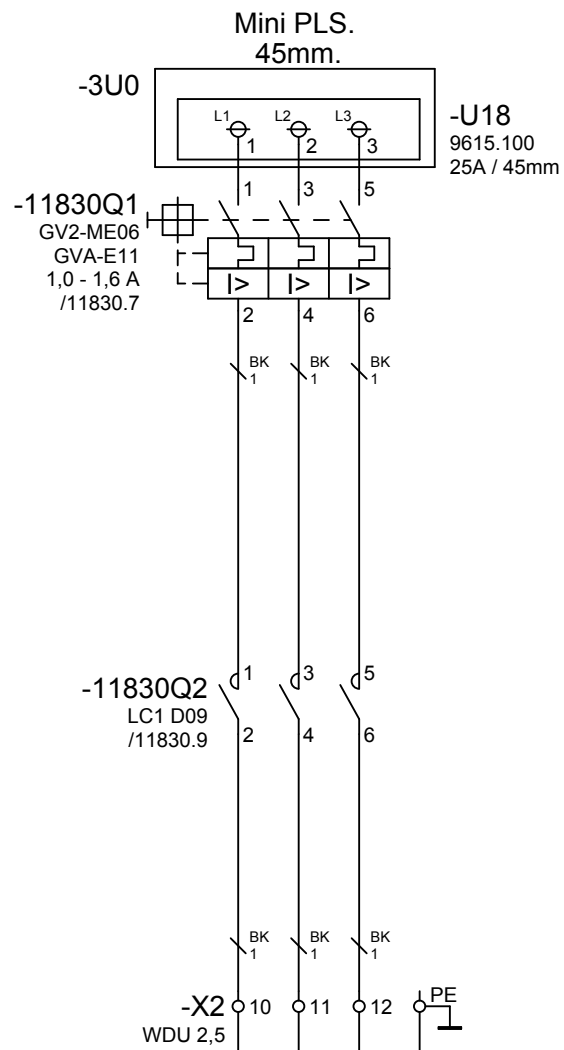 Mini PLS.
45mm.
-3U0
L1 L2 L3
1 2 3
-U18
9615.100
25A / 45mm
1 3 5
-11830Q1
GV2-ME06
GVA-E11
1,0 - 1,6 A
/11830.7
I> I> I>
2 4 6
BK BK BK
1 1 1
1 3 5
-11830Q2
LC1 D09
/11830.9
2 4 6
BK BK BK
1 1 1
-X2 10 11 12 PE
WDU 2,5